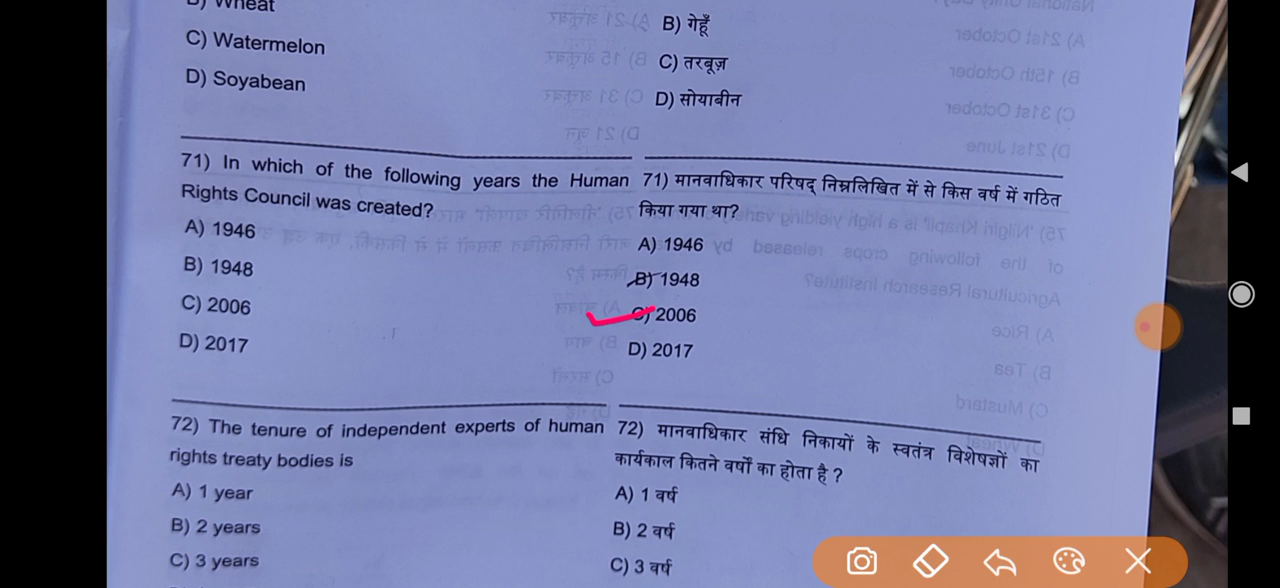 B) Wheat
C) Watermelon
D) Soyabean
B) गेहूँ
C) तरबूज़
D) सोयाबीन
71) In which of the following years the Human
Rights Council was created?
A) 1946
B) 1948
C) 2006
D) 2017
71) मानवाधिकार परिषद् निम्नलिखित में से किस वर्ष में गठित
किया गया था?
A) 1946
B) 1948
C) 2006
D) 2017
72) The tenure of independent experts of human
rights treaty bodies is
A) 1 year
B) 2 years
C) 3 years
72) मानवाधिकार संधि निकायों के स्वतंत्र विशेषज्ञों का
कार्यकाल कितने वर्षों का होता है ?
A) 1 वर्ष
B) 2 वर्ष
C) 3 वर्ष